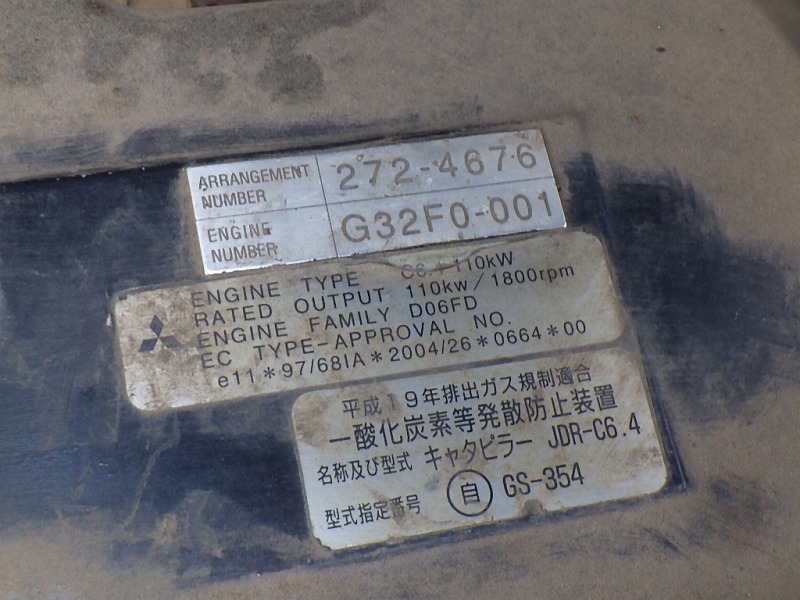 ARRANGEMENT NUMBER 272-4676
ENGINE NUMBER G32F0-001
ENGINE TYPE C6.4 110kW
RATED OUTPUT 110kw/1800rpm
ENGINE FAMILY D06FD
EC TYPE-APPROVAL NO.
e11*97/68IA*2004/26*0664*00
平成19年排出ガス規制適合
一酸化炭素等発散防止装置
名称及び型式 キャタピラー JDR-C6.4
型式指定番号 自 GS-354